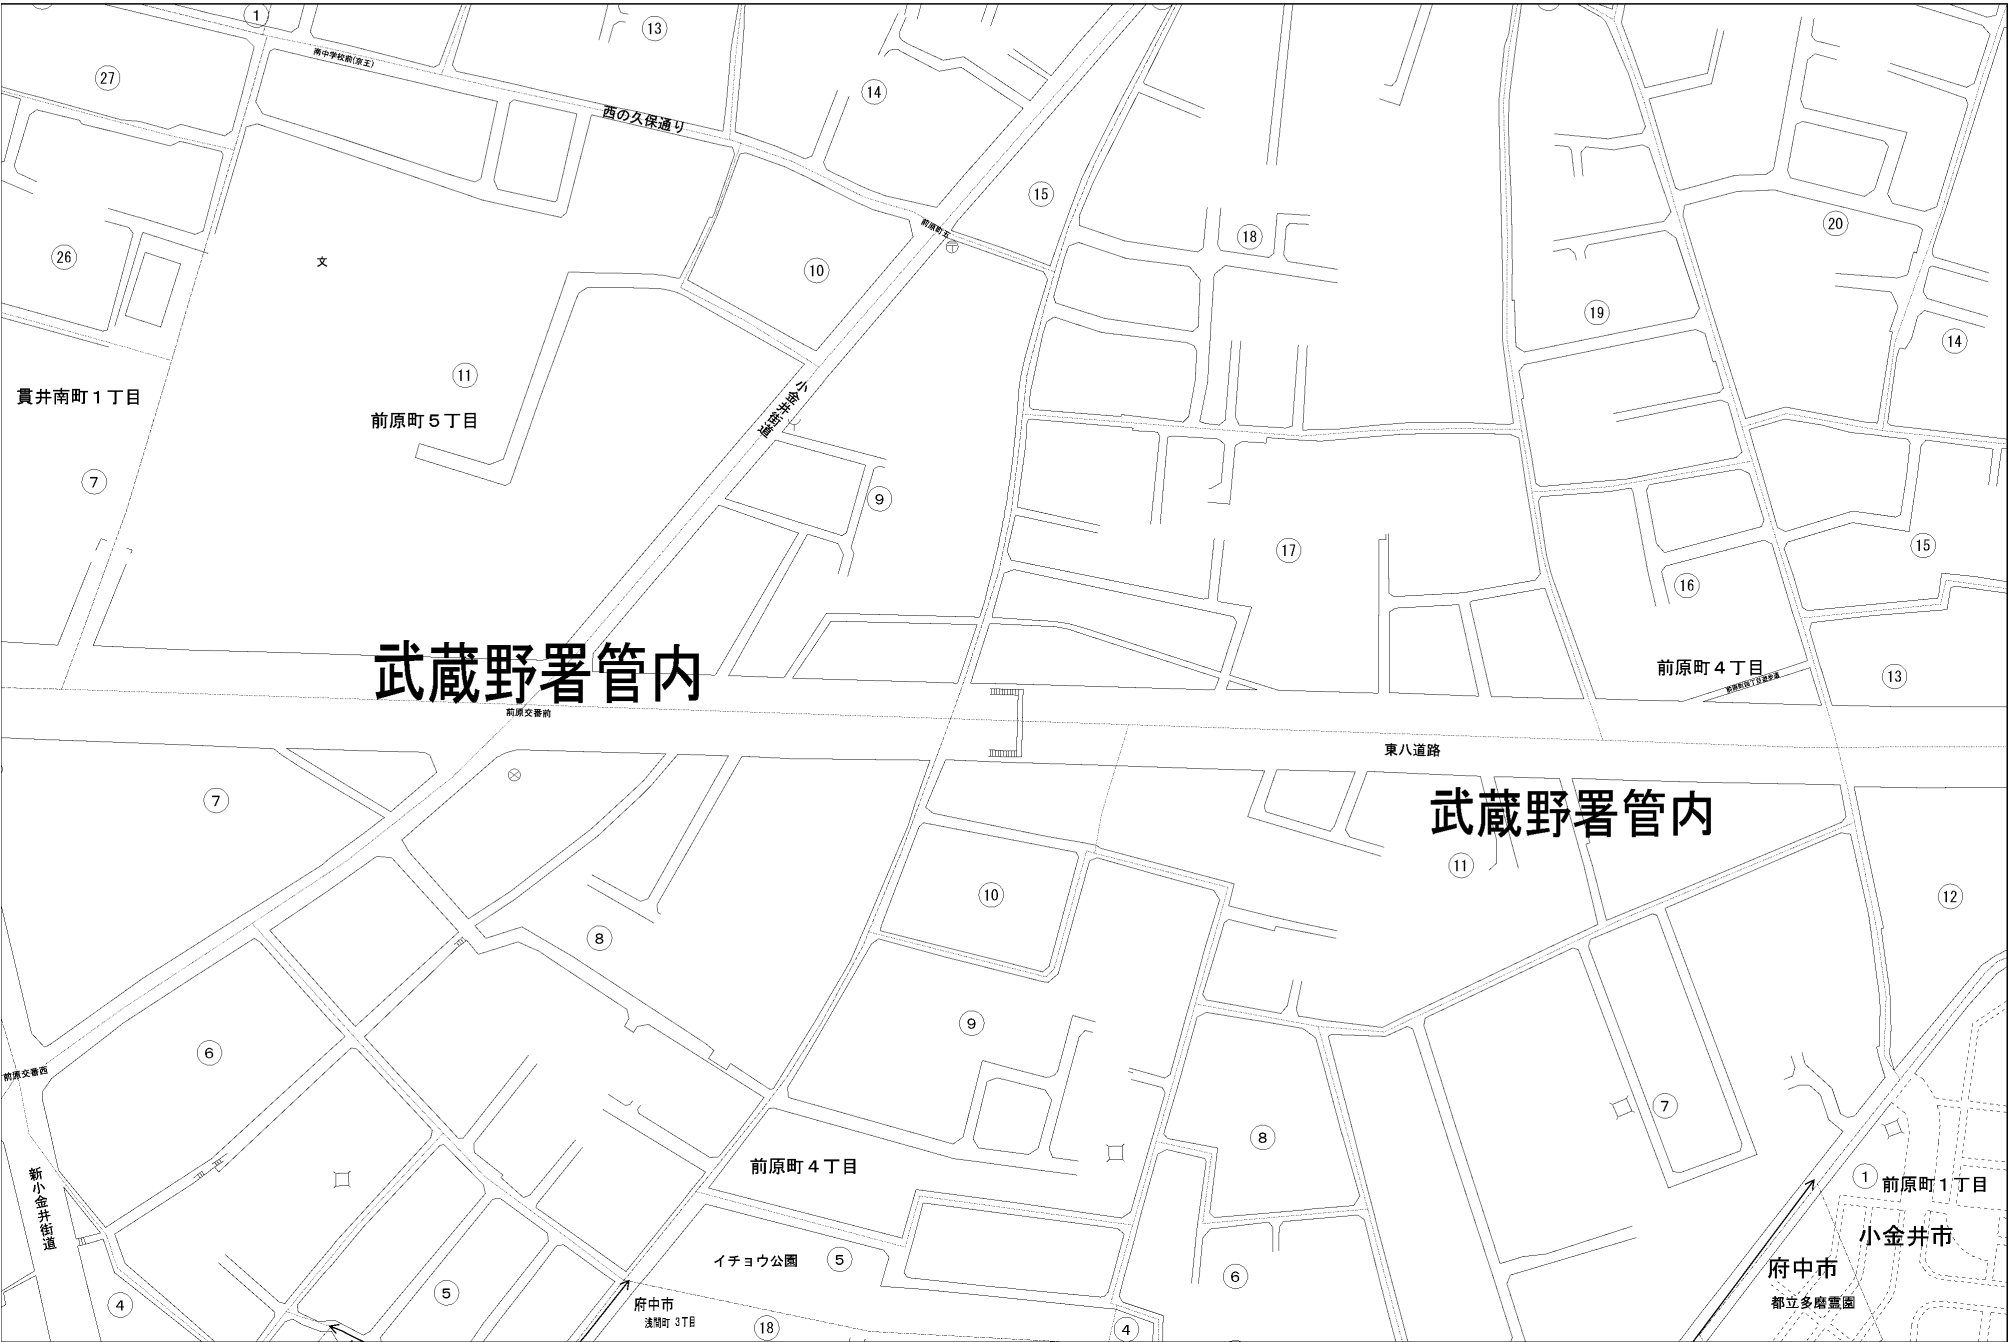 1
13
南中学校前(京王)
27
14
西の久保通り
15
前原町五
18
20
26
文
10
19
14
11
小金井街道
貫井南町1丁目
前原町5丁目
7
9
17
15
16
武蔵野署管内
前原町4丁目
13
前原交番前
東八道路
7
武蔵野署管内
11
10
12
8
9
6
前原交番西
7
8
前原町4丁目
1
前原町1丁目
新小金井街道
小金井市
イチョウ公園
5
府中市
6
5
4
府中市
浅間町 3丁目
都立多磨霊園
18
4